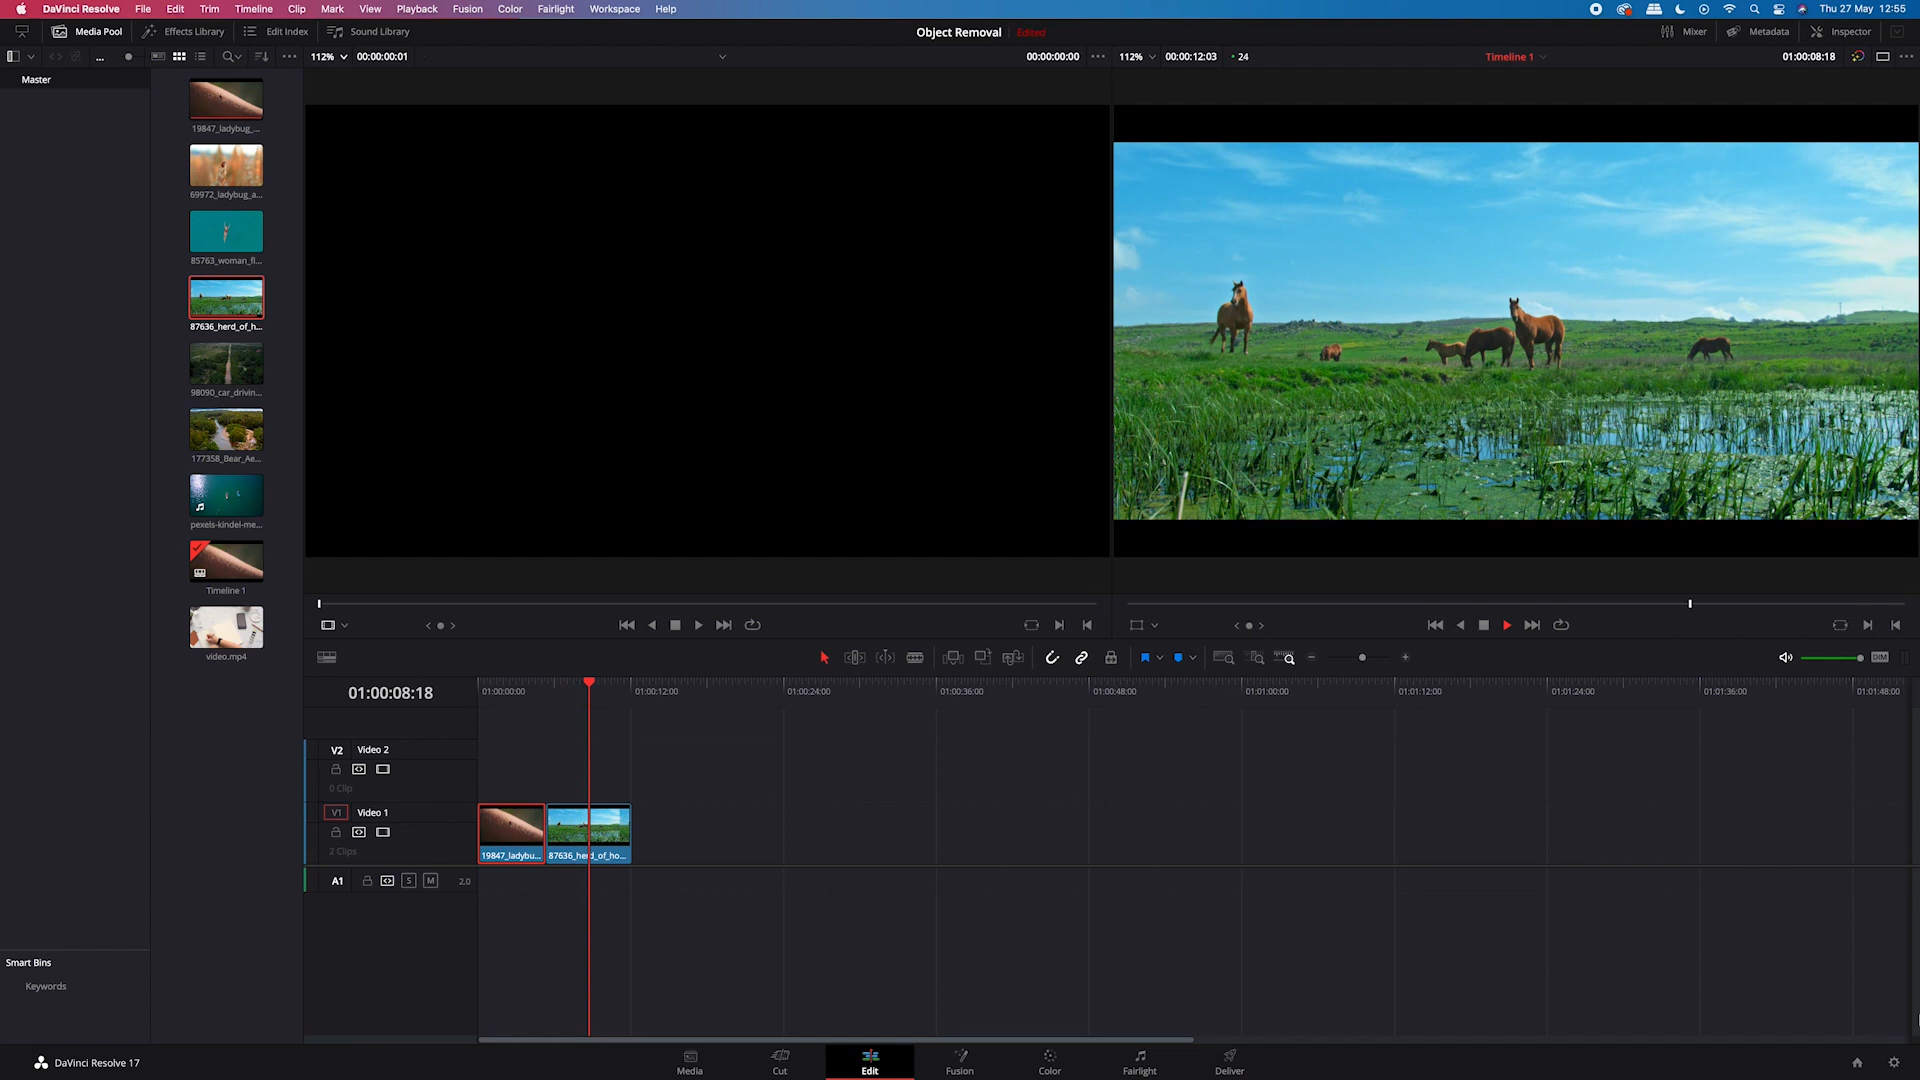 DaVinci Resolve File Edit Trim Timeline Clip Mark View Playback Fusion Color Fairlight Workspace Help Thu 27 May 12:55
Media Pool Effects Library Edit Index Sound Library Object Removal Edited Mixer Metadata Inspector
112% 00:00:00:01 00:00:00:00 112% 00:00:12:03 24 Timeline 1 01:00:08:18
Master
19847_ladybug_...
69972_ladybug_a...
85763_woman_fl...
87636_herd_of_h...
98090_car_drivin...
177358_Bear_Ae...
pexels-kindel-me...
Timeline 1
video.mp4
DIM
01:00:08:18
01:00:00:00 01:00:12:00 01:00:24:00 01:00:36:00 01:00:48:00 01:01:00:00 01:01:12:00 01:01:24:00 01:01:36:00 01:01:48:00
V2 Video 2
0 Clip
V1 Video 1
2 Clips
19847_ladybu... 87636_herd_of_ho...
A1 S M 2.0
Smart Bins
Keywords
DaVinci Resolve 17
Media Cut Edit Fusion Color Fairlight Deliver